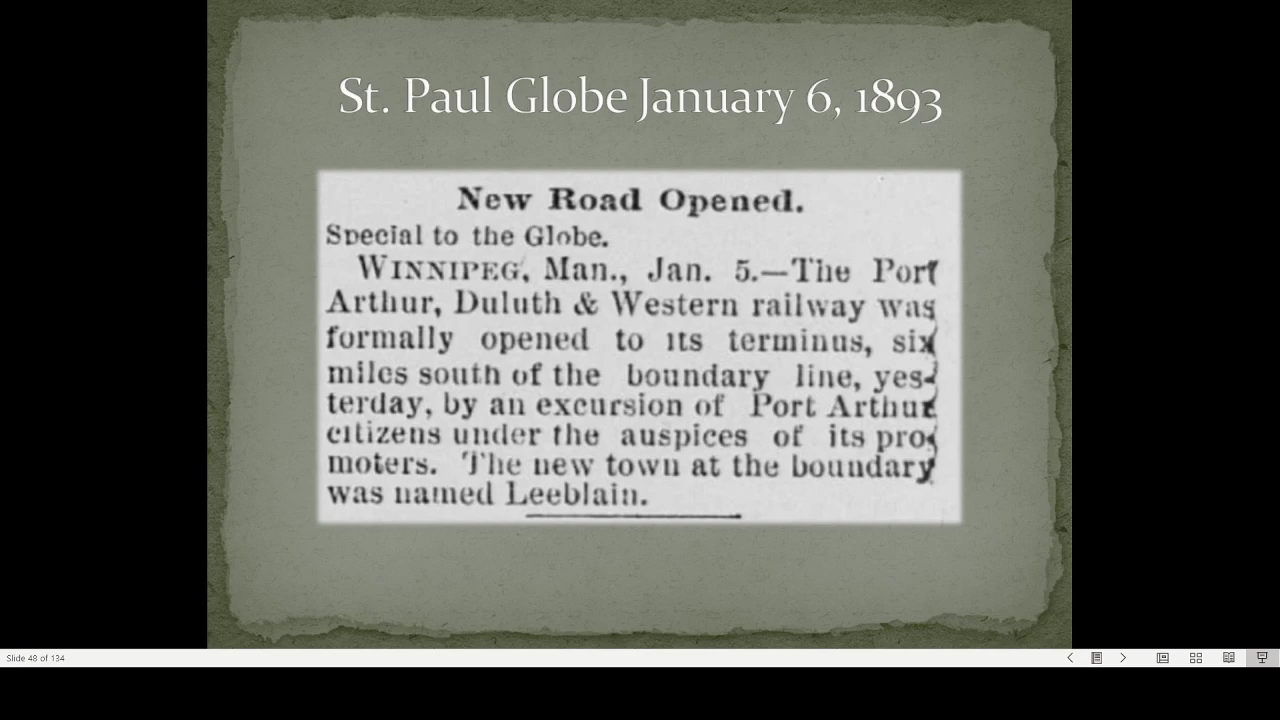 St. Paul Globe January 6, 1893
New Road Opened.
Special to the Globe.
WINNIPEG, Man., Jan. 5.—The Port
Arthur, Duluth & Western railway was
formally opened to its terminus, six
miles south of the boundary line, yes-
terday, by an excursion of Port Arthur
citizens under the auspices of its pro-
moters. The new town at the boundary
was named Leeblain.
Slide 48 of 134